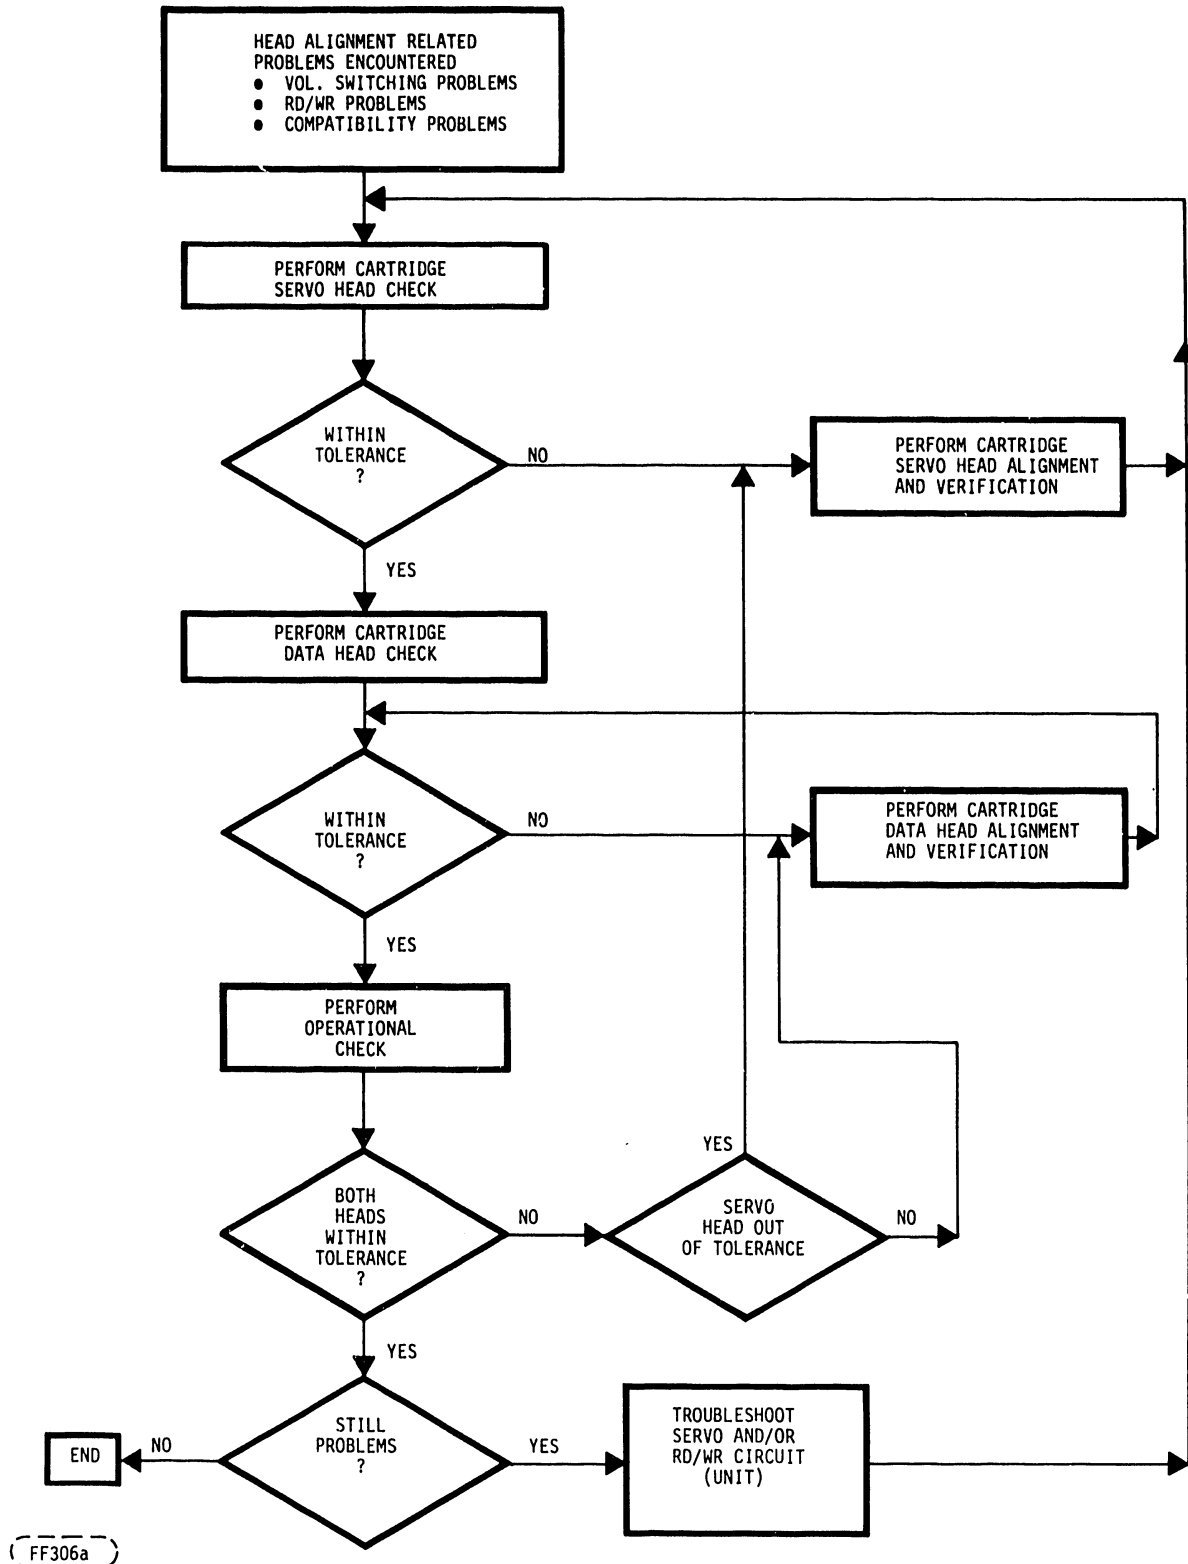 HEAD ALIGNMENT RELATED
PROBLEMS ENCOUNTERED
● VOL. SWITCHING PROBLEMS
● RD/WR PROBLEMS
● COMPATIBILITY PROBLEMS
PERFORM CARTRIDGE
SERVO HEAD CHECK
WITHIN
TOLERANCE
?
NO
PERFORM CARTRIDGE
SERVO HEAD ALIGNMENT
AND VERIFICATION
YES
PERFORM CARTRIDGE
DATA HEAD CHECK
WITHIN
TOLERANCE
?
NO
PERFORM CARTRIDGE
DATA HEAD ALIGNMENT
AND VERIFICATION
YES
PERFORM
OPERATIONAL
CHECK
BOTH
HEADS
WITHIN
TOLERANCE
?
NO
YES
SERVO
HEAD OUT
OF TOLERANCE
NO
YES
STILL
PROBLEMS
?
NO
END
YES
TROUBLESHOOT
SERVO AND/OR
RD/WR CIRCUIT
(UNIT)
FF306a